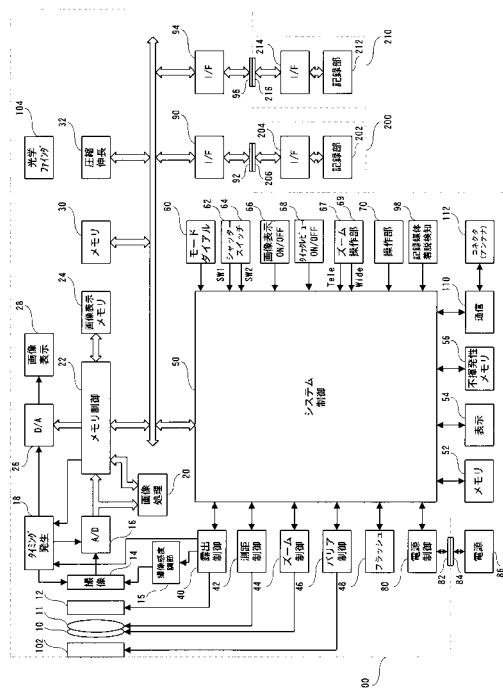 104
光学
ファインダ
32
圧縮
伸長
30
メモリ
24
画像表示
メモリ
28
画像
表示
22
メモリ制御
26
D/A
18
タイミング
発生
16
A/D
20
画像
処理
14
撮像
15
撮像感度
調節
12
11
10
102
94
I/F
96
216
214
I/F
212
記録部
210
90
I/F
92
206
204
I/F
202
記録部
200
60
モード
ダイアル
62
64
シャッター
スイッチ
SW1
SW2
66
画像表示
ON/OFF
68
クイックレビュー
ON/OFF
67
69
ズーム
操作部
Tele
Wide
70
操作部
98
記録媒体
着脱検知
50
システム
制御
40
露出
制御
42
測距
制御
44
ズーム
制御
46
バリア
制御
48
フラッシュ
80
電源
制御
82
84
86
電源
52
メモリ
54
表示
56
不揮発性
メモリ
110
通信
112
コネクタ
(アンテナ)
00